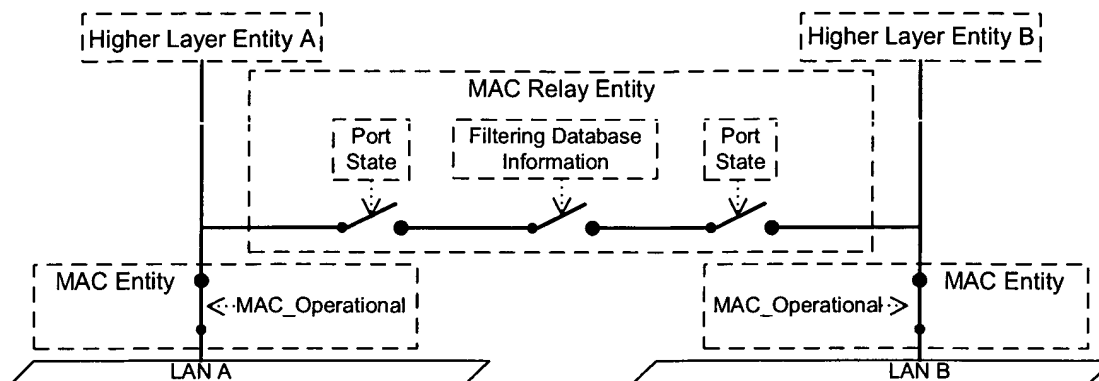 Higher Layer Entity A
Higher Layer Entity B
MAC Relay Entity
Port
State
Filtering Database
Information
Port
State
MAC Entity
MAC_Operational
MAC_Operational
MAC Entity
LAN A
LAN B